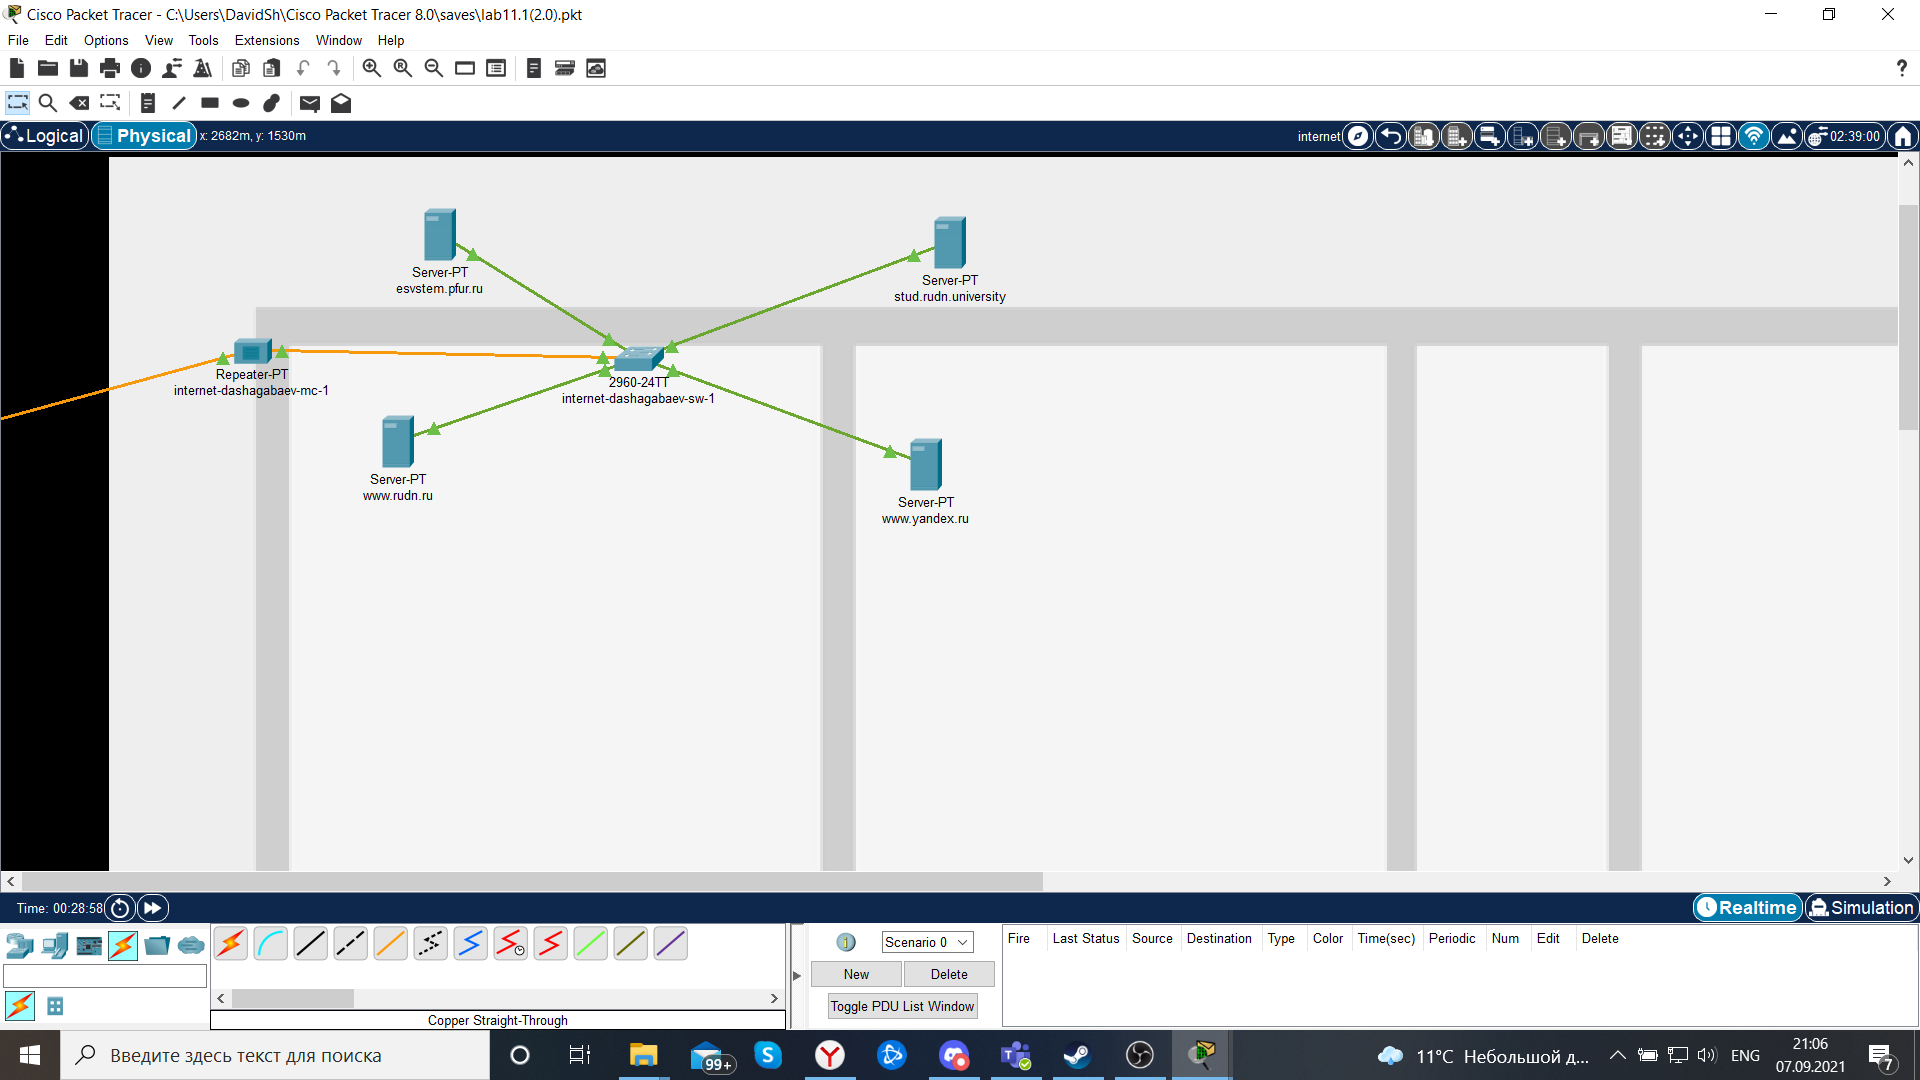 Cisco Packet Tracer - C:\Users\DavidSh\Cisco Packet Tracer 8.0\saves\lab11.1(2.0).pkt
File Edit Options View Tools Extensions Window Help
?
Logical Physical x: 2682m, y: 1530m internet 02:39:00
Server-PT
esvstem.pfur.ru
Server-PT
stud.rudn.university
Repeater-PT
internet-dashagabaev-mc-1
2960-24TT
internet-dashagabaev-sw-1
Server-PT
www.rudn.ru
Server-PT
www.yandex.ru
Time: 00:28:58 Realtime Simulation
Scenario 0
New Delete
Toggle PDU List Window
Fire Last Status Source Destination Type Color Time(sec) Periodic Num Edit Delete
Copper Straight-Through
Введите здесь текст для поиска
99+
11°C Небольшой д...
ENG
21:06
07.09.2021
7